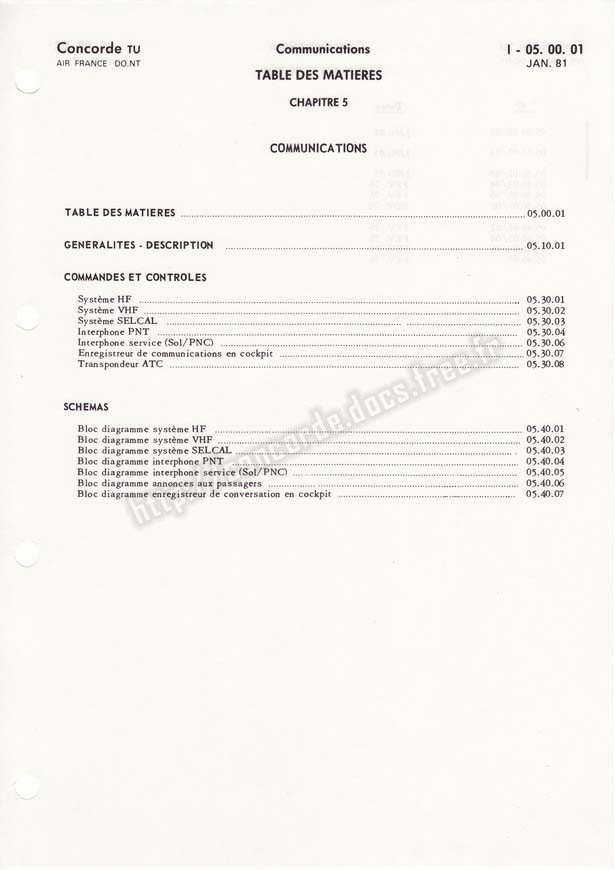 Concorde TU
Communications
I - 05. 00. 01
AIR FRANCE DO.NT
TABLE DES MATIERES
JAN. 81
CHAPITRE 5
COMMUNICATIONS
TABLE DES MATIERES 05.00.01
GENERALITES - DESCRIPTION 05.10.01
COMMANDES ET CONTROLES
Système HF 05.30.01
Système VHF 05.30.02
Système SELCAL 05.30.03
Interphone PNT 05.30.04
Interphone service (Sol/PNC) 05.30.06
Enregistreur de communications en cockpit 05.30.07
Transpondeur ATC 05.30.08
SCHEMAS
Bloc diagramme système HF 05.40.01
Bloc diagramme système VHF 05.40.02
Bloc diagramme système SELCAL 05.40.03
Bloc diagramme interphone PNT 05.40.04
Bloc diagramme interphone service (Sol/PNC) 05.40.05
Bloc diagramme annonces aux passagers 05.40.06
Bloc diagramme enregistreur de conversation en cockpit 05.40.07
http://concorde.docs.free.fr